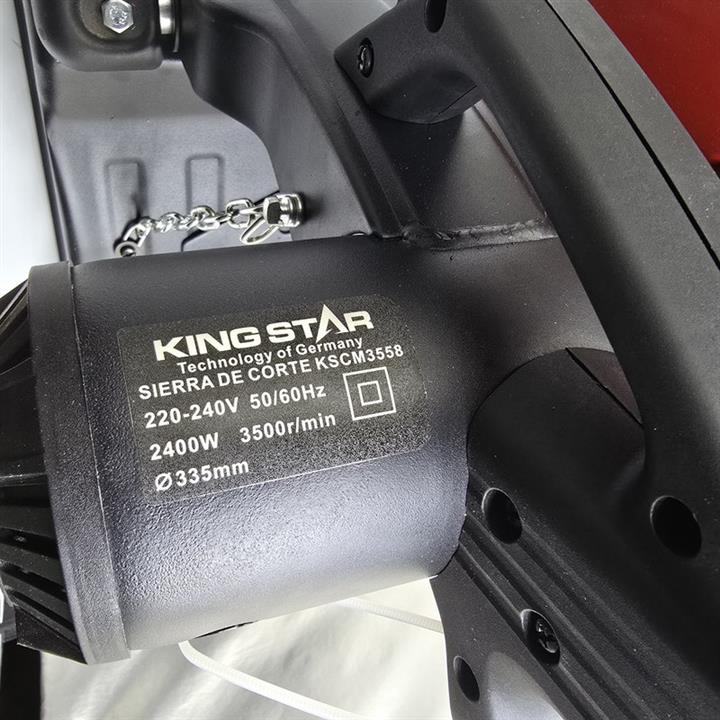 KING STAR
Technology of Germany
SIERRA DE CORTE KSCM3558
220-240V 50/60Hz
2400W 3500r/min
Ø335mm